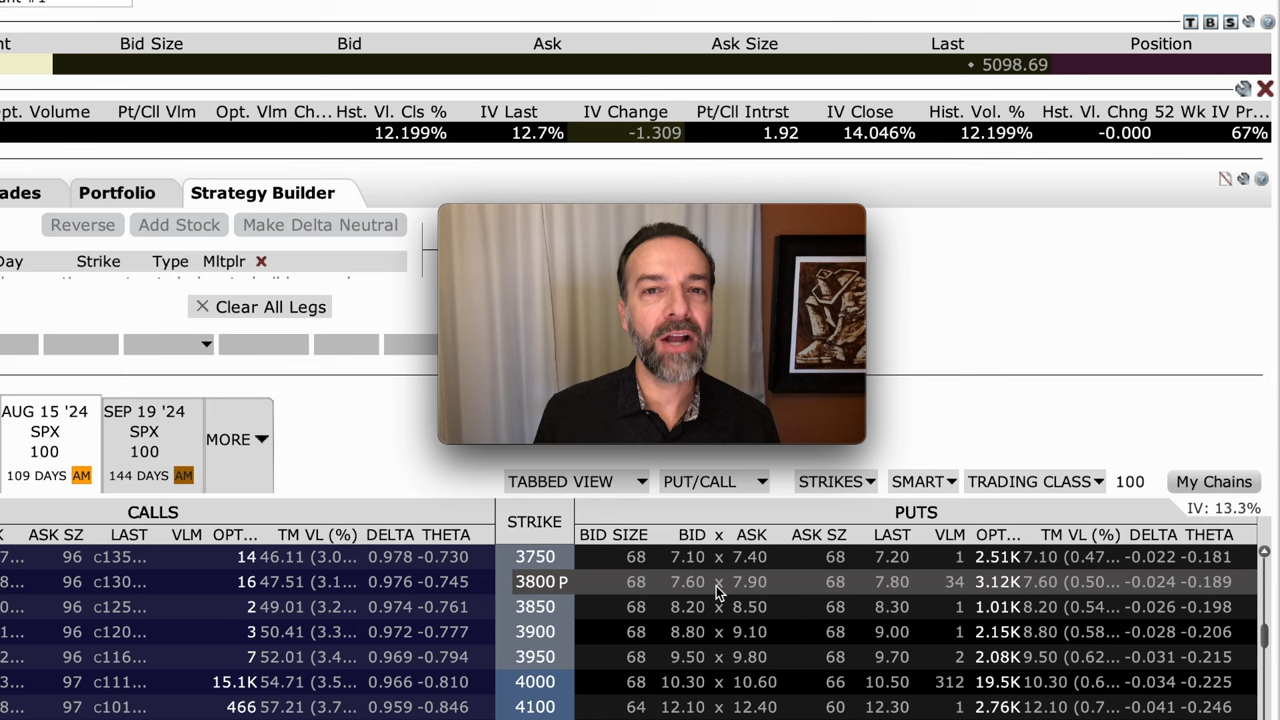 Bid Size Bid Ask Ask Size Last Position
5098.69
Volume Pt/Cll Vlm Opt. Vlm Ch... Hst. Vl. Cls % IV Last IV Change Pt/Cll Intrst IV Close Hist. Vol. % Hst. Vl. Chng 52 Wk IV Pr...
12.199% 12.7% -1.309 1.92 14.046% 12.199% -0.000 67%
Portfolio Strategy Builder
Reverse Add Stock Make Delta Neutral
Strike Type Mltplr
Clear All Legs
AUG 15 '24 SEP 19 '24
SPX SPX
100 100
MORE
109 DAYS AM 144 DAYS AM
TABBED VIEW PUT/CALL STRIKES SMART TRADING CLASS 100 My Chains
IV: 13.3%
CALLS STRIKE PUTS
ASK SZ LAST VLM OPT... TM VL (%) DELTA THETA BID SIZE BID x ASK ASK SZ LAST VLM OPT... TM VL (%) DELTA THETA
7... 96 c135... 14 46.11 (3.0... 0.978 -0.730 3750 68 7.10 x 7.40 68 7.20 1 2.51K 7.10 (0.47... -0.022 -0.181
8... 96 c130... 16 47.51 (3.1... 0.976 -0.745 3800 P 68 7.60 x 7.90 68 7.80 34 3.12K 7.60 (0.50... -0.024 -0.189
0... 96 c125... 2 49.01 (3.2... 0.974 -0.761 3850 68 8.20 x 8.50 68 8.30 1 1.01K 8.20 (0.54... -0.026 -0.198
1... 96 c120... 3 50.41 (3.3... 0.972 -0.777 3900 68 8.80 x 9.10 68 9.00 1 2.15K 8.80 (0.58... -0.028 -0.206
2... 96 c116... 7 52.01 (3.4... 0.969 -0.794 3950 68 9.50 x 9.80 68 9.70 2 2.08K 9.50 (0.62... -0.031 -0.215
3... 97 c111... 15.1K 54.71 (3.5... 0.966 -0.810 4000 68 10.30 x 10.60 66 10.50 312 19.5K 10.30 (0.6... -0.034 -0.225
8... 97 c101... 466 57.21 (3.7... 0.959 -0.846 4100 64 12.10 x 12.40 60 12.30 1 2.76K 12.10 (0.7... -0.041 -0.246